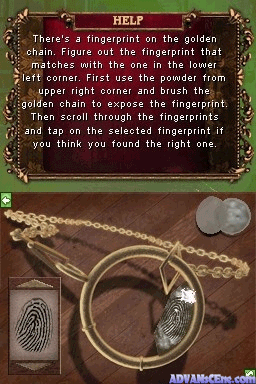 HELP
There's a fingerprint on the golden
chain. Figure out the fingerprint that
matches with the one in the lower
left corner. First use the powder from
upper right corner and brush the
golden chain to expose the fingerprint.
Then scroll through the fingerprints
and tap on the selected fingerprint if
you think you found the right one.
ADVANsCEne.com